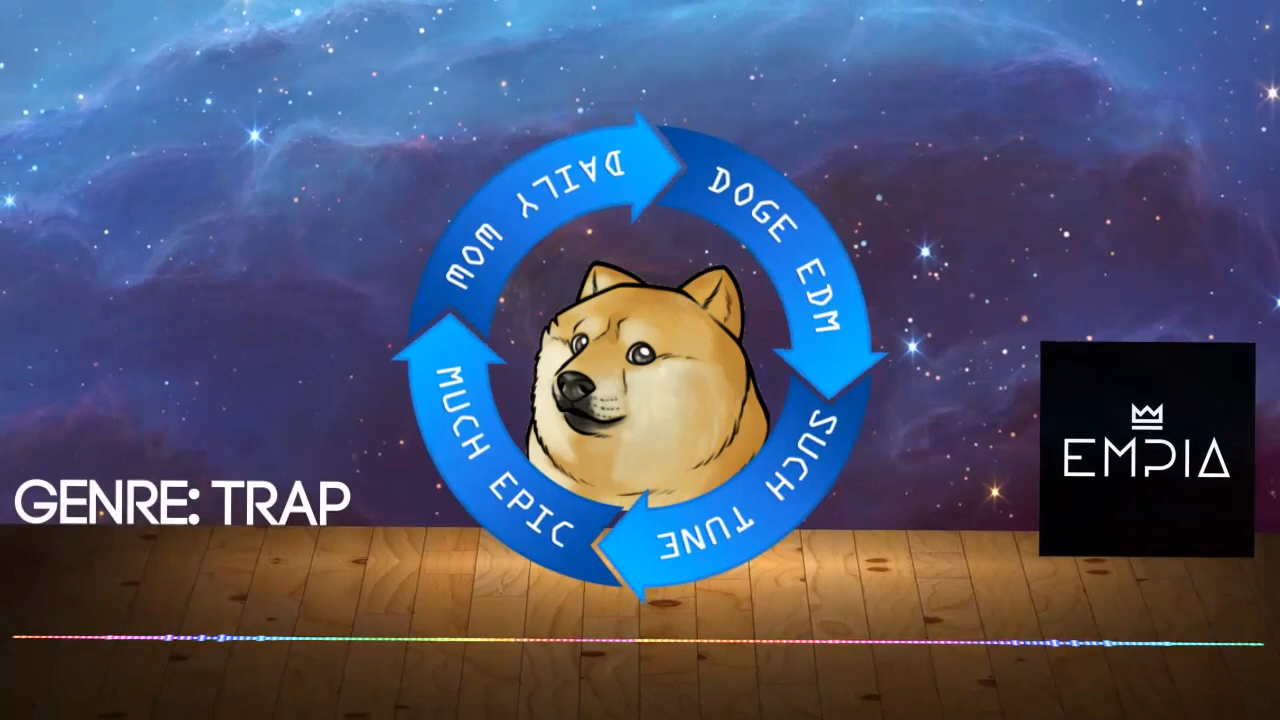 DOGE EDM
SUCH TUNE
MUCH EPIC
WOW DAILY
GENRE: TRAP
EMPIA